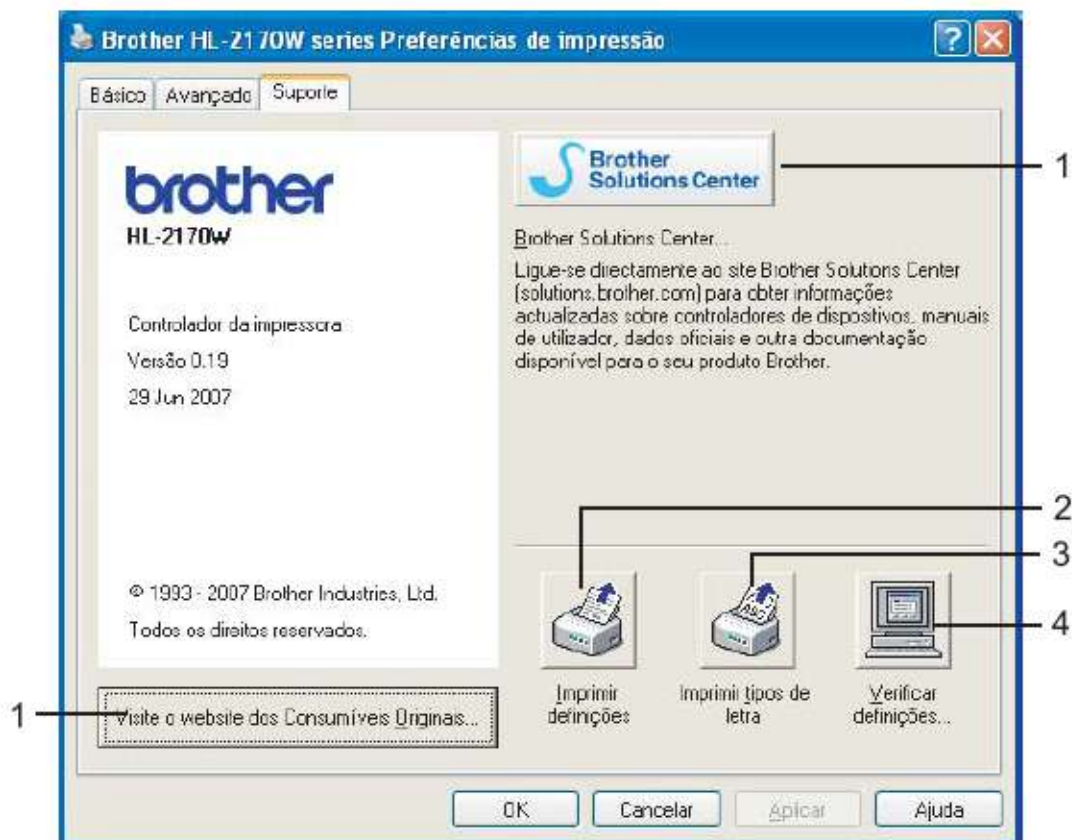 Brother HL-2170W series Preferências de impressão
Básico
Avançado
Suporte
brother
HL-2170W
Controlador da impressora
Versão 0.19
29 Jun 2007
© 1993 - 2007 Brother Industries, Ltd.
Todos os direitos reservados.
1
Visite o website dos Consumíveis Originais...
Brother
Solutions Center
1
Brother Solutions Center...
Ligue-se directamente ao site Brother Solutions Center
(solutions.brother.com) para obter informações
actualizadas sobre controladores de dispositivos, manuais
de utilizador, dados oficiais e outra documentação
disponível para o seu produto Brother.
2
3
4
ABC
Imprimir
definições
Imprimir tipos de
letra
Verificar
definições...
OK
Cancelar
Aplicar
Ajuda